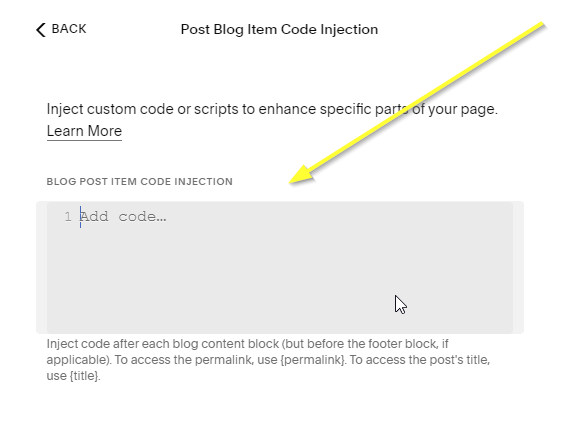 BACK
Post Blog Item Code Injection
Inject custom code or scripts to enhance specific parts of your page.
Learn More
BLOG POST ITEM CODE INJECTION
1 Add code…
Inject code after each blog content block (but before the footer block, if
applicable). To access the permalink, use {permalink}. To access the post's title,
use {title}.